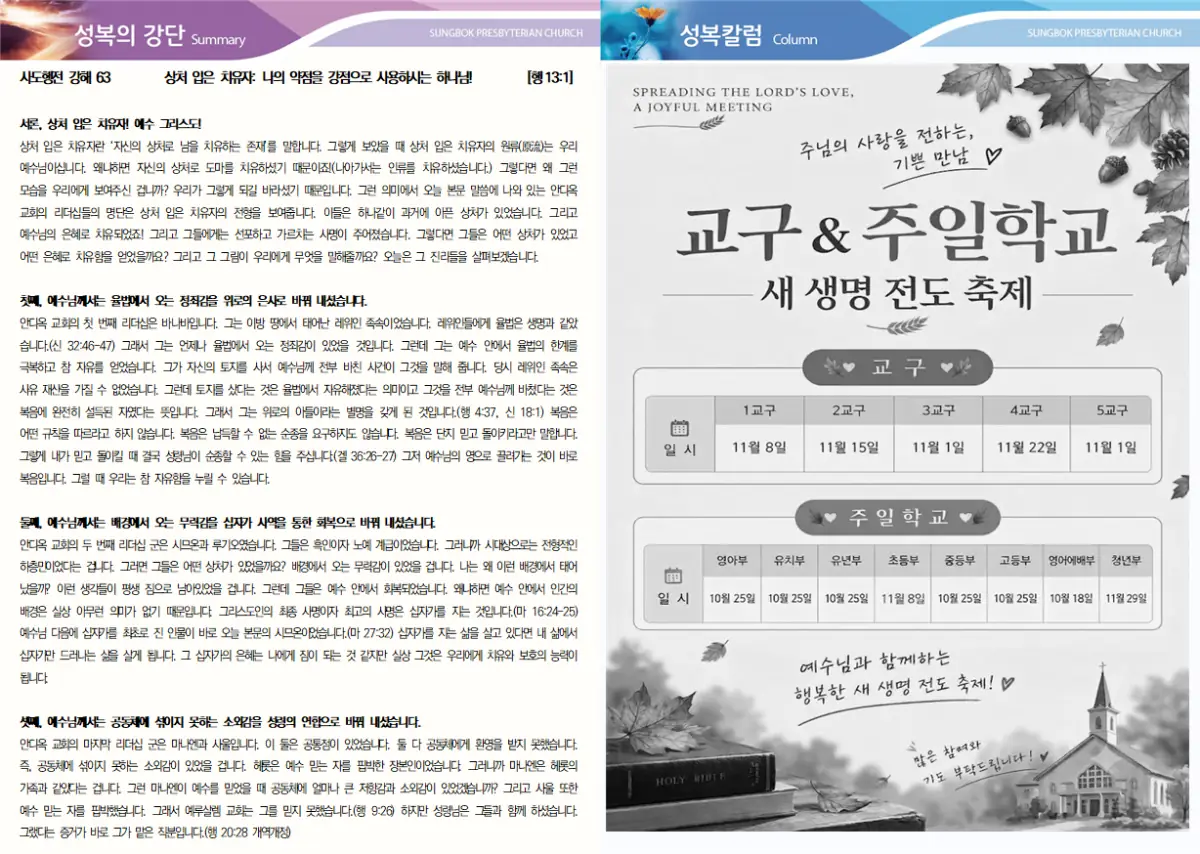 성복의 강단 Summary
SUNGBOK PRESBYTERIAN CHURCH
사도행전 강해 63 상처 입은 치유자: 나의 약점을 강점으로 사용하시는 하나님! [행 13:1]
서론, 상처 입은 치유자! 예수 그리스도!
상처 입은 치유자란 '자신의 상처로 남을 치유하는 존재'를 말합니다. 그렇게 보았을 때 상처 입은 치유자의 원류(原流)는 우리
예수님이십니다. 왜냐하면 자신의 상처로 도마를 치유하셨기 때문이죠!(나아가서는 인류를 치유하셨습니다.) 그렇다면 왜 그런
모습을 우리에게 보여주신 겁니까? 우리가 그렇게 되길 바라셨기 때문입니다. 그런 의미에서 오늘 본문 말씀에 나와 있는 안디옥
교회의 리더십들의 명단은 상처 입은 치유자의 전형을 보여줍니다. 이들은 하나같이 과거에 아픈 상처가 있었습니다. 그리고
예수님의 은혜로 치유되었죠! 그리고 그들에게는 선포하고 가르치는 사명이 주어졌습니다. 그렇다면 그들은 어떤 상처가 있었고
어떤 은혜로 치유함을 얻었을까요? 그리고 그 그림이 우리에게 무엇을 말해줄까요? 오늘은 그 진리들을 살펴보겠습니다.
첫째, 예수님께서는 율법에서 오는 정죄감을 위로의 은사로 바꿔 내셨습니다.
안디옥 교회의 첫 번째 리더십은 바나바입니다. 그는 이방 땅에서 태어난 레위인 족속이었습니다. 레위인들에게 율법은 생명과 같았
습니다.(신 32:46-47) 그래서 그는 언제나 율법에서 오는 정죄감이 있었을 것입니다. 그런데 그는 예수 안에서 율법의 한계를
극복하고 참 자유를 얻었습니다. 그가 자신의 토지를 사서 예수님께 전부 바친 사건이 그것을 말해 줍니다. 당시 레위인 족속은
사유 재산을 가질 수 없었습니다. 그런데 토지를 샀다는 것은 율법에서 자유해졌다는 의미이고 그것을 전부 예수님께 바쳤다는 것은
복음에 완전히 설득된 자였다는 뜻입니다. 그래서 그는 위로의 아들이라는 별명을 갖게 된 것입니다.(행 4:37, 신 18:1) 복음은
어떤 규칙을 따르라고 하지 않습니다. 복음은 납득할 수 없는 순종을 요구하지도 않습니다. 복음은 단지 믿고 돌이키라고만 말합니다.
그렇게 내가 믿고 돌이킬 때 결국 성령님이 순종할 수 있는 힘을 주십니다.(겔 36:26-27) 그저 예수님의 영으로 끌려가는 것이 바로
복음입니다. 그럴 때 우리는 참 자유함을 누릴 수 있습니다.
둘째, 예수님께서는 배경에서 오는 무력감을 십자가 사역을 통한 회복으로 바꿔 내셨습니다.
안디옥 교회의 두 번째 리더십 군은 시므온과 루기오였습니다. 그들은 흑인이자 노예 계급이었습니다. 그러니까 시대상으로는 전형적인
하층민이었다는 겁니다. 그러면 그들은 어떤 상처가 있었을까요? 배경에서 오는 무력감이 있었을 겁니다. 나는 왜 이런 배경에서 태어
났을까? 이런 생각들이 평생 짐으로 남아있었을 겁니다. 그런데 그들은 예수 안에서 회복되었습니다. 왜냐하면 예수 안에서 인간의
배경은 실상 아무런 의미가 없기 때문입니다. 그리스도인의 최종 사명이자 최고의 사명은 십자가를 지는 것입니다.(마 16:24-25)
예수님 다음에 십자가를 최초로 진 인물이 바로 오늘 본문의 시므온이었습니다.(마 27:32) 십자가를 지는 삶을 살고 있다면 내 삶에서
십자가만 드러나는 삶을 살게 됩니다. 그 십자가의 은혜는 나에게 짐이 되는 것 같지만 실상 그것은 우리에게 치유와 보호의 능력이
됩니다.
셋째, 예수님께서는 공동체에 섞이지 못하는 소외감을 성령의 연합으로 바꿔 내셨습니다.
안디옥 교회의 마지막 리더십 군은 마나엔과 사울입니다. 이 둘은 공통점이 있었습니다. 둘 다 공동체에게 환영을 받지 못했습니다.
즉, 공동체에 섞이지 못하는 소외감이 있었을 겁니다. 헤롯은 예수 믿는 자를 핍박한 장본인이었습니다. 그러니까 마나엔은 헤롯의
가족과 같았다는 겁니다. 그런 마나엔이 예수를 믿었을 때 공동체에 얼마나 큰 저항감과 소외감이 있었겠습니까? 그리고 사울 또한
예수 믿는 자를 핍박했습니다. 그래서 예루살렘 교회는 그를 믿지 못했습니다.(행 9:26) 하지만 성령님은 그들과 함께 하셨습니다.
그랬다는 증거가 바로 그가 맡은 직분입니다.(행 20:28 개역개정)
성복칼럼 Column
SUNGBOK PRESBYTERIAN CHURCH
SPREADING THE LORD'S LOVE,
A JOYFUL MEETING
주님의 사랑을 전하는,
기쁜 만남
교구 & 주일학교
새 생명 전도 축제
교구
일시 1교구 2교구 3교구 4교구 5교구
11월 8일 11월 15일 11월 1일 11월 22일 11월 1일
주일학교
일시 영아부 유치부 유년부 초등부 중등부 고등부 영어예배부 청년부
10월 25일 10월 25일 10월 25일 11월 8일 10월 25일 10월 25일 10월 18일 11월 29일
예수님과 함께하는
행복한 새 생명 전도 축제!
많은 참여와
기도 부탁드립니다!
HOLY BIBLE